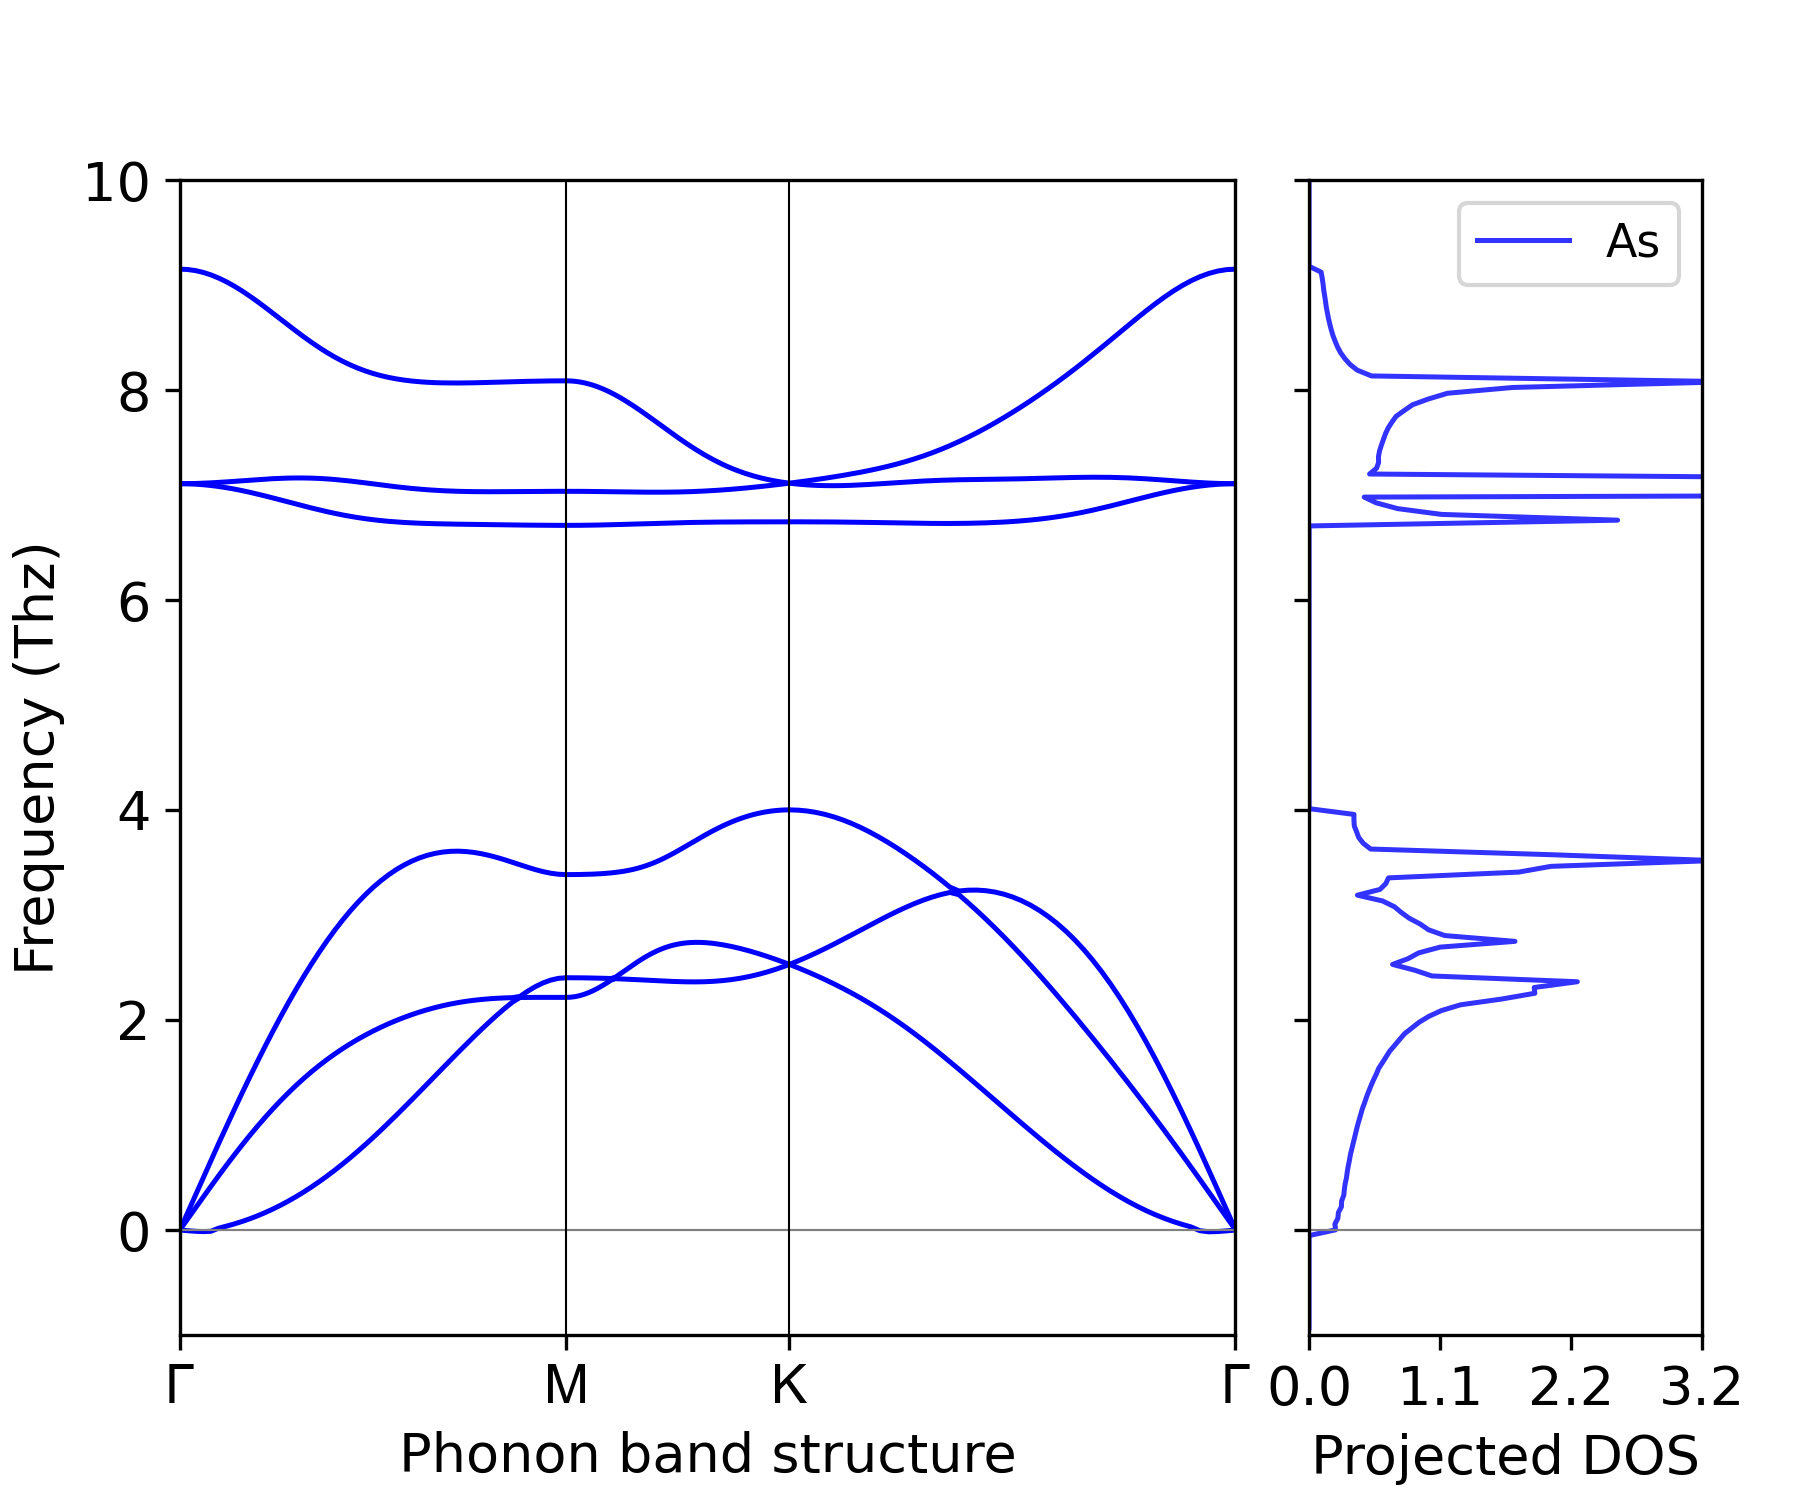 10
8
6
4
2
0
Frequency (Thz)
Γ M K Γ
Phonon band structure
As
0.0 1.1 2.2 3.2
Projected DOS